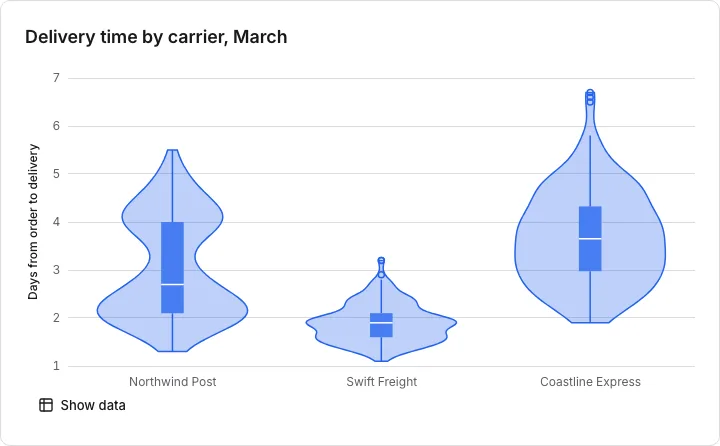 Delivery time by carrier, March
Days from order to delivery
7
6
5
4
3
2
1
Northwind Post
Swift Freight
Coastline Express
Show data